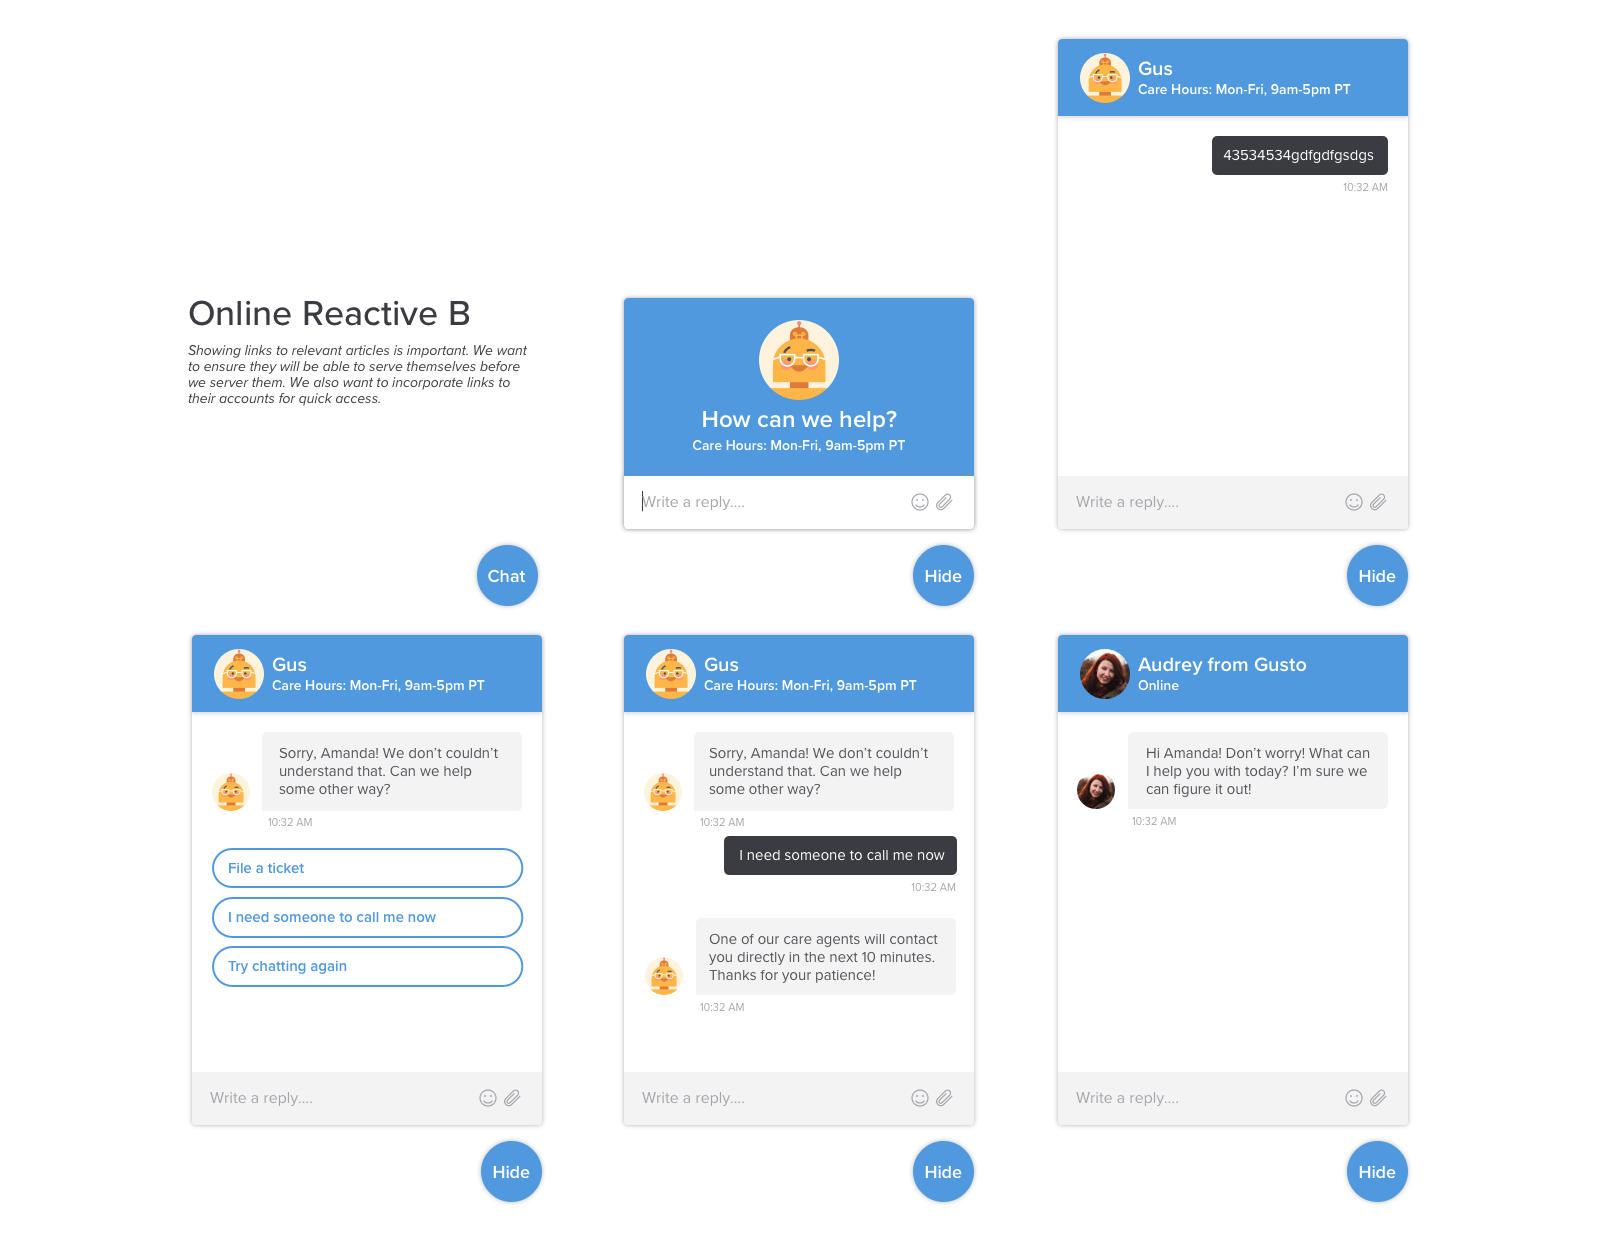 Online Reactive B
Showing links to relevant articles is important. We want
to ensure they will be able to serve themselves before
we server them. We also want to incorporate links to
their accounts for quick access.
Chat
How can we help?
Care Hours: Mon-Fri, 9am-5pm PT
Write a reply....
Hide
Gus
Care Hours: Mon-Fri, 9am-5pm PT
43534534gdfgdfgsdgs
10:32 AM
Write a reply....
Hide
Gus
Care Hours: Mon-Fri, 9am-5pm PT
Sorry, Amanda! We don’t couldn’t
understand that. Can we help
some other way?
10:32 AM
File a ticket
I need someone to call me now
Try chatting again
Write a reply....
Hide
Gus
Care Hours: Mon-Fri, 9am-5pm PT
Sorry, Amanda! We don’t couldn’t
understand that. Can we help
some other way?
10:32 AM
I need someone to call me now
10:32 AM
One of our care agents will contact
you directly in the next 10 minutes.
Thanks for your patience!
10:32 AM
Write a reply....
Hide
Audrey from Gusto
Online
Hi Amanda! Don’t worry! What can
I help you with today? I’m sure we
can figure it out!
10:32 AM
Write a reply....
Hide